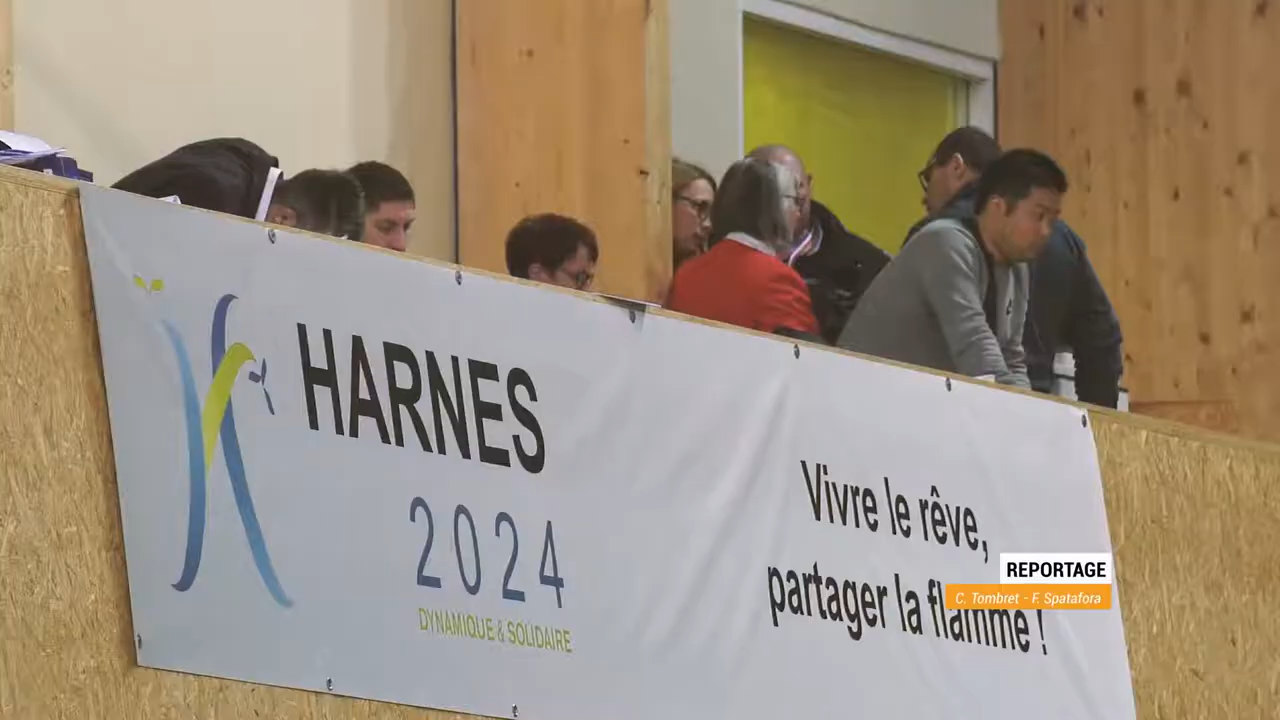 HARNES
2024
DYNAMIQUE & SOLIDAIRE
Vivre le rêve,
partager la flamme !
REPORTAGE
C. Tombret - F. Spatafora